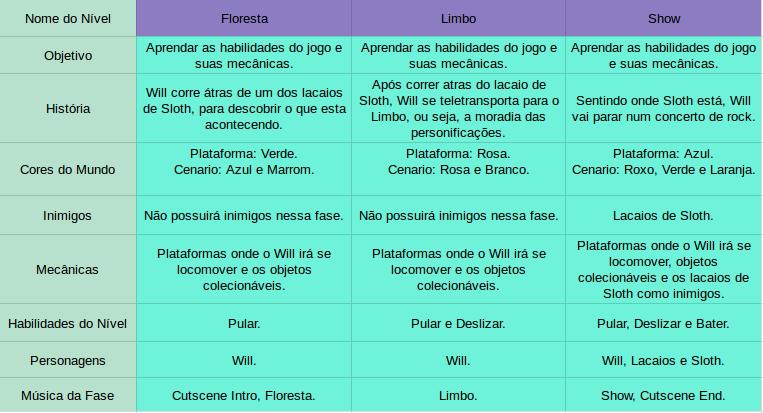 Nome do Nível
Floresta
Limbo
Show
Objetivo
Aprendar as habilidades do jogo e
suas mecânicas.
Aprendar as habilidades do jogo e
suas mecânicas.
Aprendar as habilidades do jogo
e suas mecânicas.
História
Will corre átras de um dos lacaios
de Sloth, para descobrir o que esta
acontecendo.
Após correr atras do lacaio de
Sloth, Will se teletransporta para o
Limbo, ou seja, a moradia das
personificações.
Sentindo onde Sloth está, Will
vai parar num concerto de rock.
Cores do Mundo
Plataforma: Verde.
Cenario: Azul e Marrom.
Plataforma: Rosa.
Cenario: Rosa e Branco.
Plataforma: Azul.
Cenario: Roxo, Verde e Laranja.
Inimigos
Não possuirá inimigos nessa fase.
Não possuirá inimigos nessa fase.
Lacaios de Sloth.
Mecânicas
Plataformas onde o Will irá se
locomover e os objetos
colecionáveis.
Plataformas onde o Will irá se
locomover e os objetos
colecionáveis.
Plataformas onde o Will irá se
locomover, objetos
colecionáveis e os lacaios de
Sloth como inimigos.
Habilidades do Nível
Pular.
Pular e Deslizar.
Pular, Deslizar e Bater.
Personagens
Will.
Will.
Will, Lacaios e Sloth.
Música da Fase
Cutscene Intro, Floresta.
Limbo.
Show, Cutscene End.